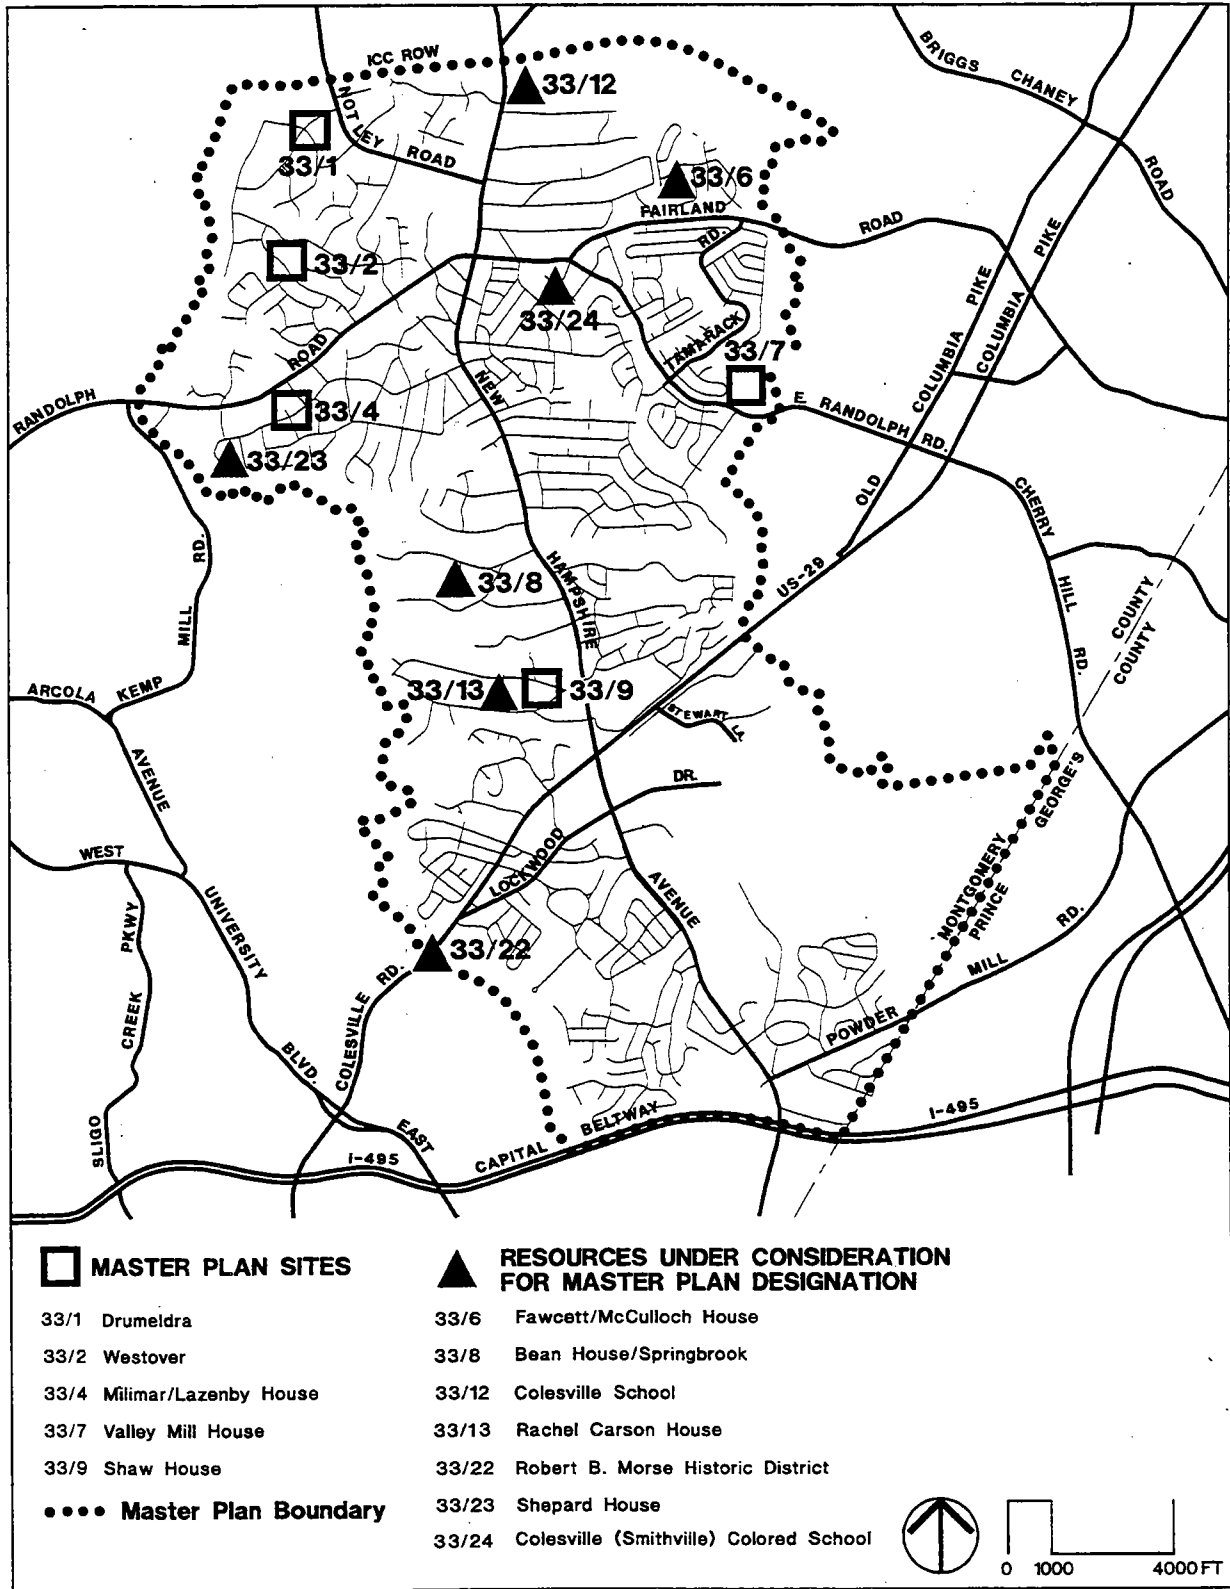 ICC ROW
33/12
BRIGGS CHANEY ROAD
NOTLEY ROAD
33/1
33/6
FAIRLAND ROAD
33/2
RD.
TAMARACK
33/24
33/7
COLUMBIA PIKE
OLD COLUMBIA PIKE
RANDOLPH ROAD
33/4
NEW HAMPSHIRE AVENUE
E. RANDOLPH RD.
33/23
CHERRY HILL RD.
US-29
33/8
COUNTY
COUNTY
KEMP MILL RD.
ARCOLA AVENUE
33/13
33/9
STEWART LA.
LOCKWOOD DR.
MONTGOMERY
PRINCE GEORGE'S
WEST
UNIVERSITY
BLVD.
EAST
33/22
COLESVILLE RD.
SLIGO CREEK PKWY
POWDER MILL RD.
CAPITAL BELTWAY
I-495
I-495
MASTER PLAN SITES
33/1 Drumeldra
33/2 Westover
33/4 Milimar/Lazenby House
33/7 Valley Mill House
33/9 Shaw House
Master Plan Boundary
RESOURCES UNDER CONSIDERATION
FOR MASTER PLAN DESIGNATION
33/6 Fawcett/McCulloch House
33/8 Bean House/Springbrook
33/12 Colesville School
33/13 Rachel Carson House
33/22 Robert B. Morse Historic District
33/23 Shepard House
33/24 Colesville (Smithville) Colored School
0 1000 4000 FT